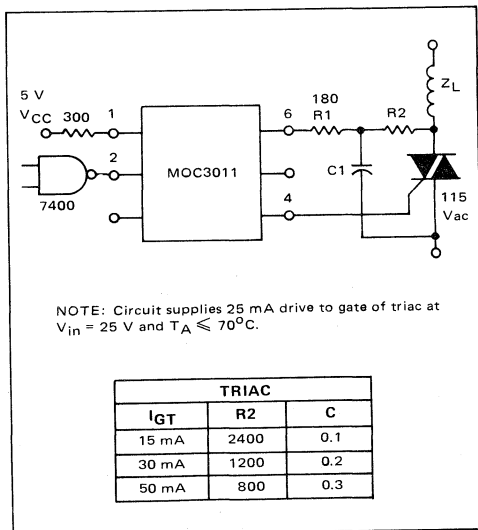 5 V
VCC 300 1
2
7400
MOC3011
6 180
R1 R2
C1
4
ZL
115
Vac
NOTE: Circuit supplies 25 mA drive to gate of triac at
Vin = 25 V and TA ⩽ 70°C.
TRIAC
IGT R2 C
15 mA 2400 0.1
30 mA 1200 0.2
50 mA 800 0.3